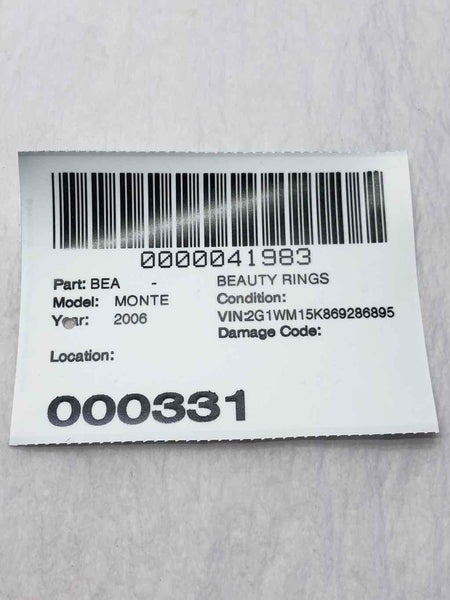 0000041983
Part: BEA - BEAUTY RINGS
Model: MONTE Condition:
Year: 2006 VIN:2G1WM15K869286895
Damage Code:
Location:
000331